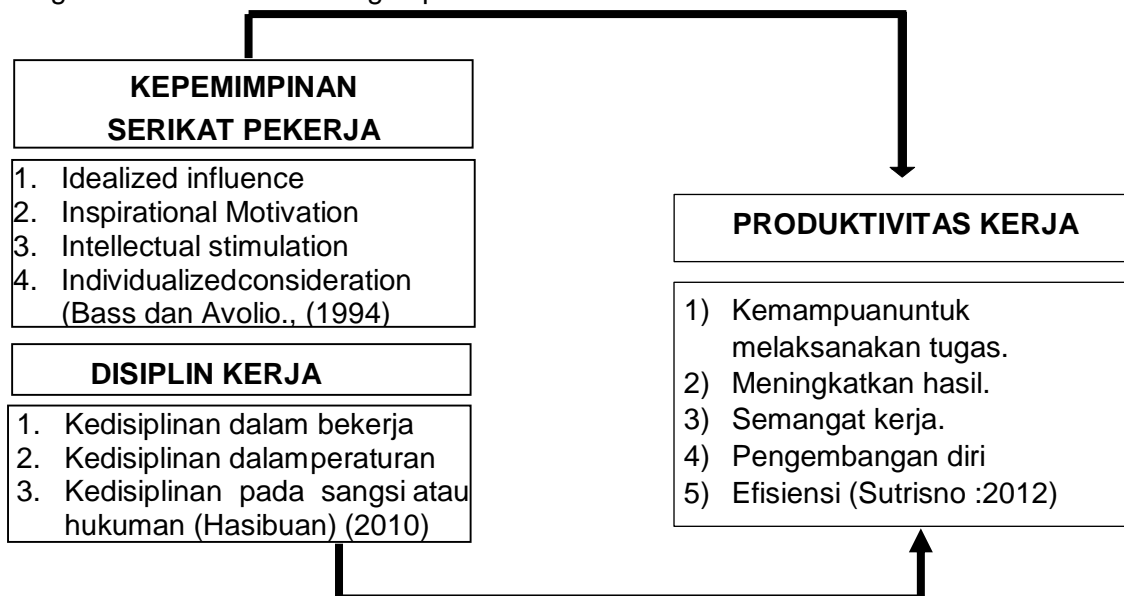 KEPEMIMPINAN
SERIKAT PEKERJA
1. Idealized influence
2. Inspirational Motivation
3. Intellectual stimulation
4. Individualizedconsideration
(Bass dan Avolio., (1994)
DISIPLIN KERJA
1. Kedisiplinan dalam bekerja
2. Kedisiplinan dalamperaturan
3. Kedisiplinan pada sangsi atau
hukuman (Hasibuan) (2010)
PRODUKTIVITAS KERJA
1) Kemampuanuntuk
melaksanakan tugas.
2) Meningkatkan hasil.
3) Semangat kerja.
4) Pengembangan diri
5) Efisiensi (Sutrisno :2012)